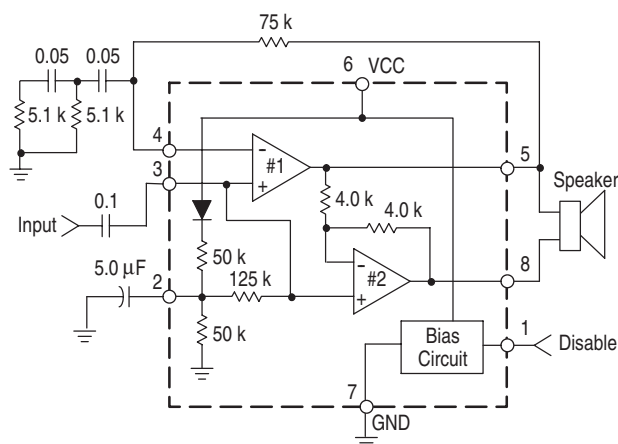 75 k
0.05 0.05
6 VCC
5.1 k 5.1 k
4
- #1
+
3
5
Speaker
4.0 k
4.0 k
Input
0.1
50 k
5.0 µF
2
125 k
- #2
+
8
50 k
Bias
Circuit
1
Disable
7
GND